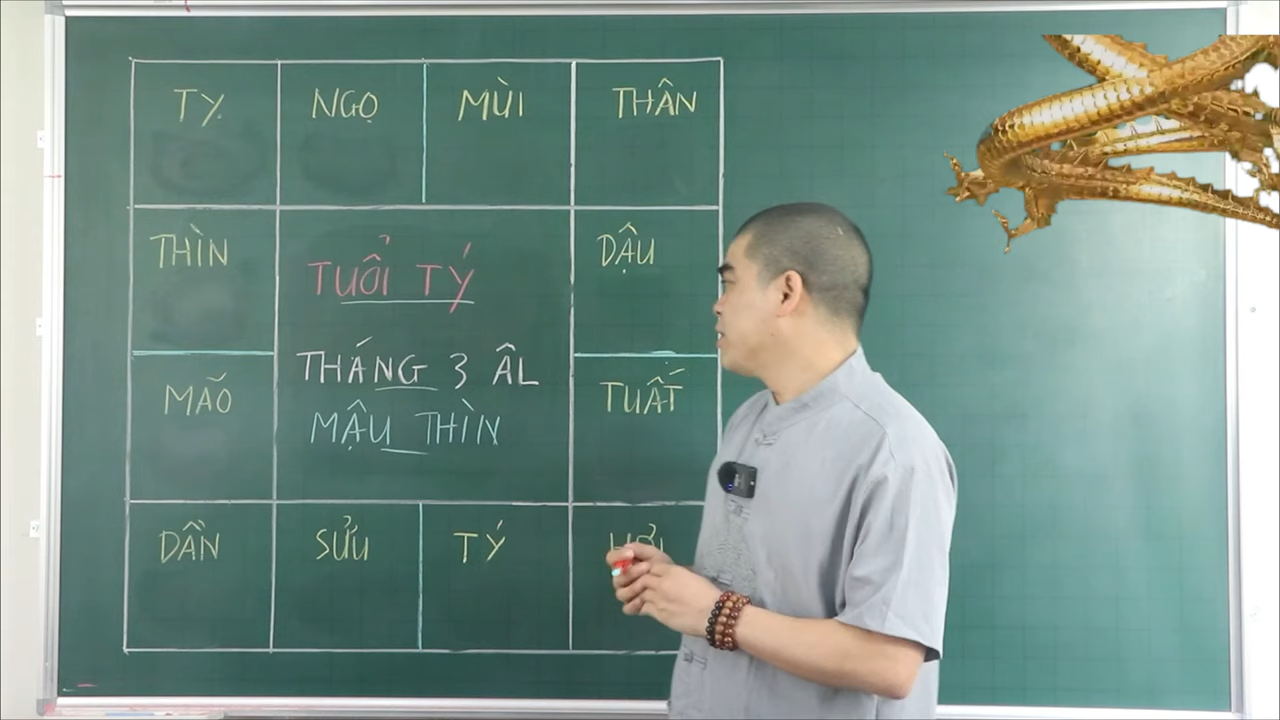 TỴ NGỌ MÙI THÂN
THÌN DẬU
TUỔI TÝ
THÁNG 3 ÂL
MÃO TUẤT
MẬU THÌN
DẦN SỬU TÝ